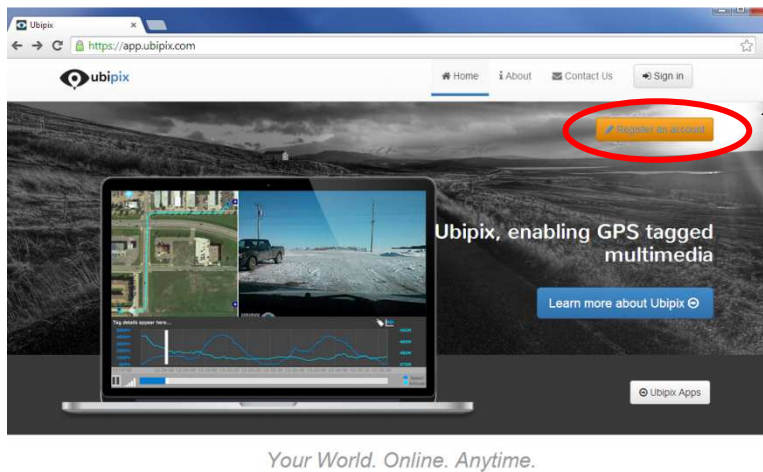 Ubipix
https://app.ubipix.com
ubipix
Home
About
Contact Us
Sign in
Register an account
Ubipix, enabling GPS tagged
multimedia
Learn more about Ubipix
Tag details appear here...
Ubipix Apps
Your World. Online. Anytime.